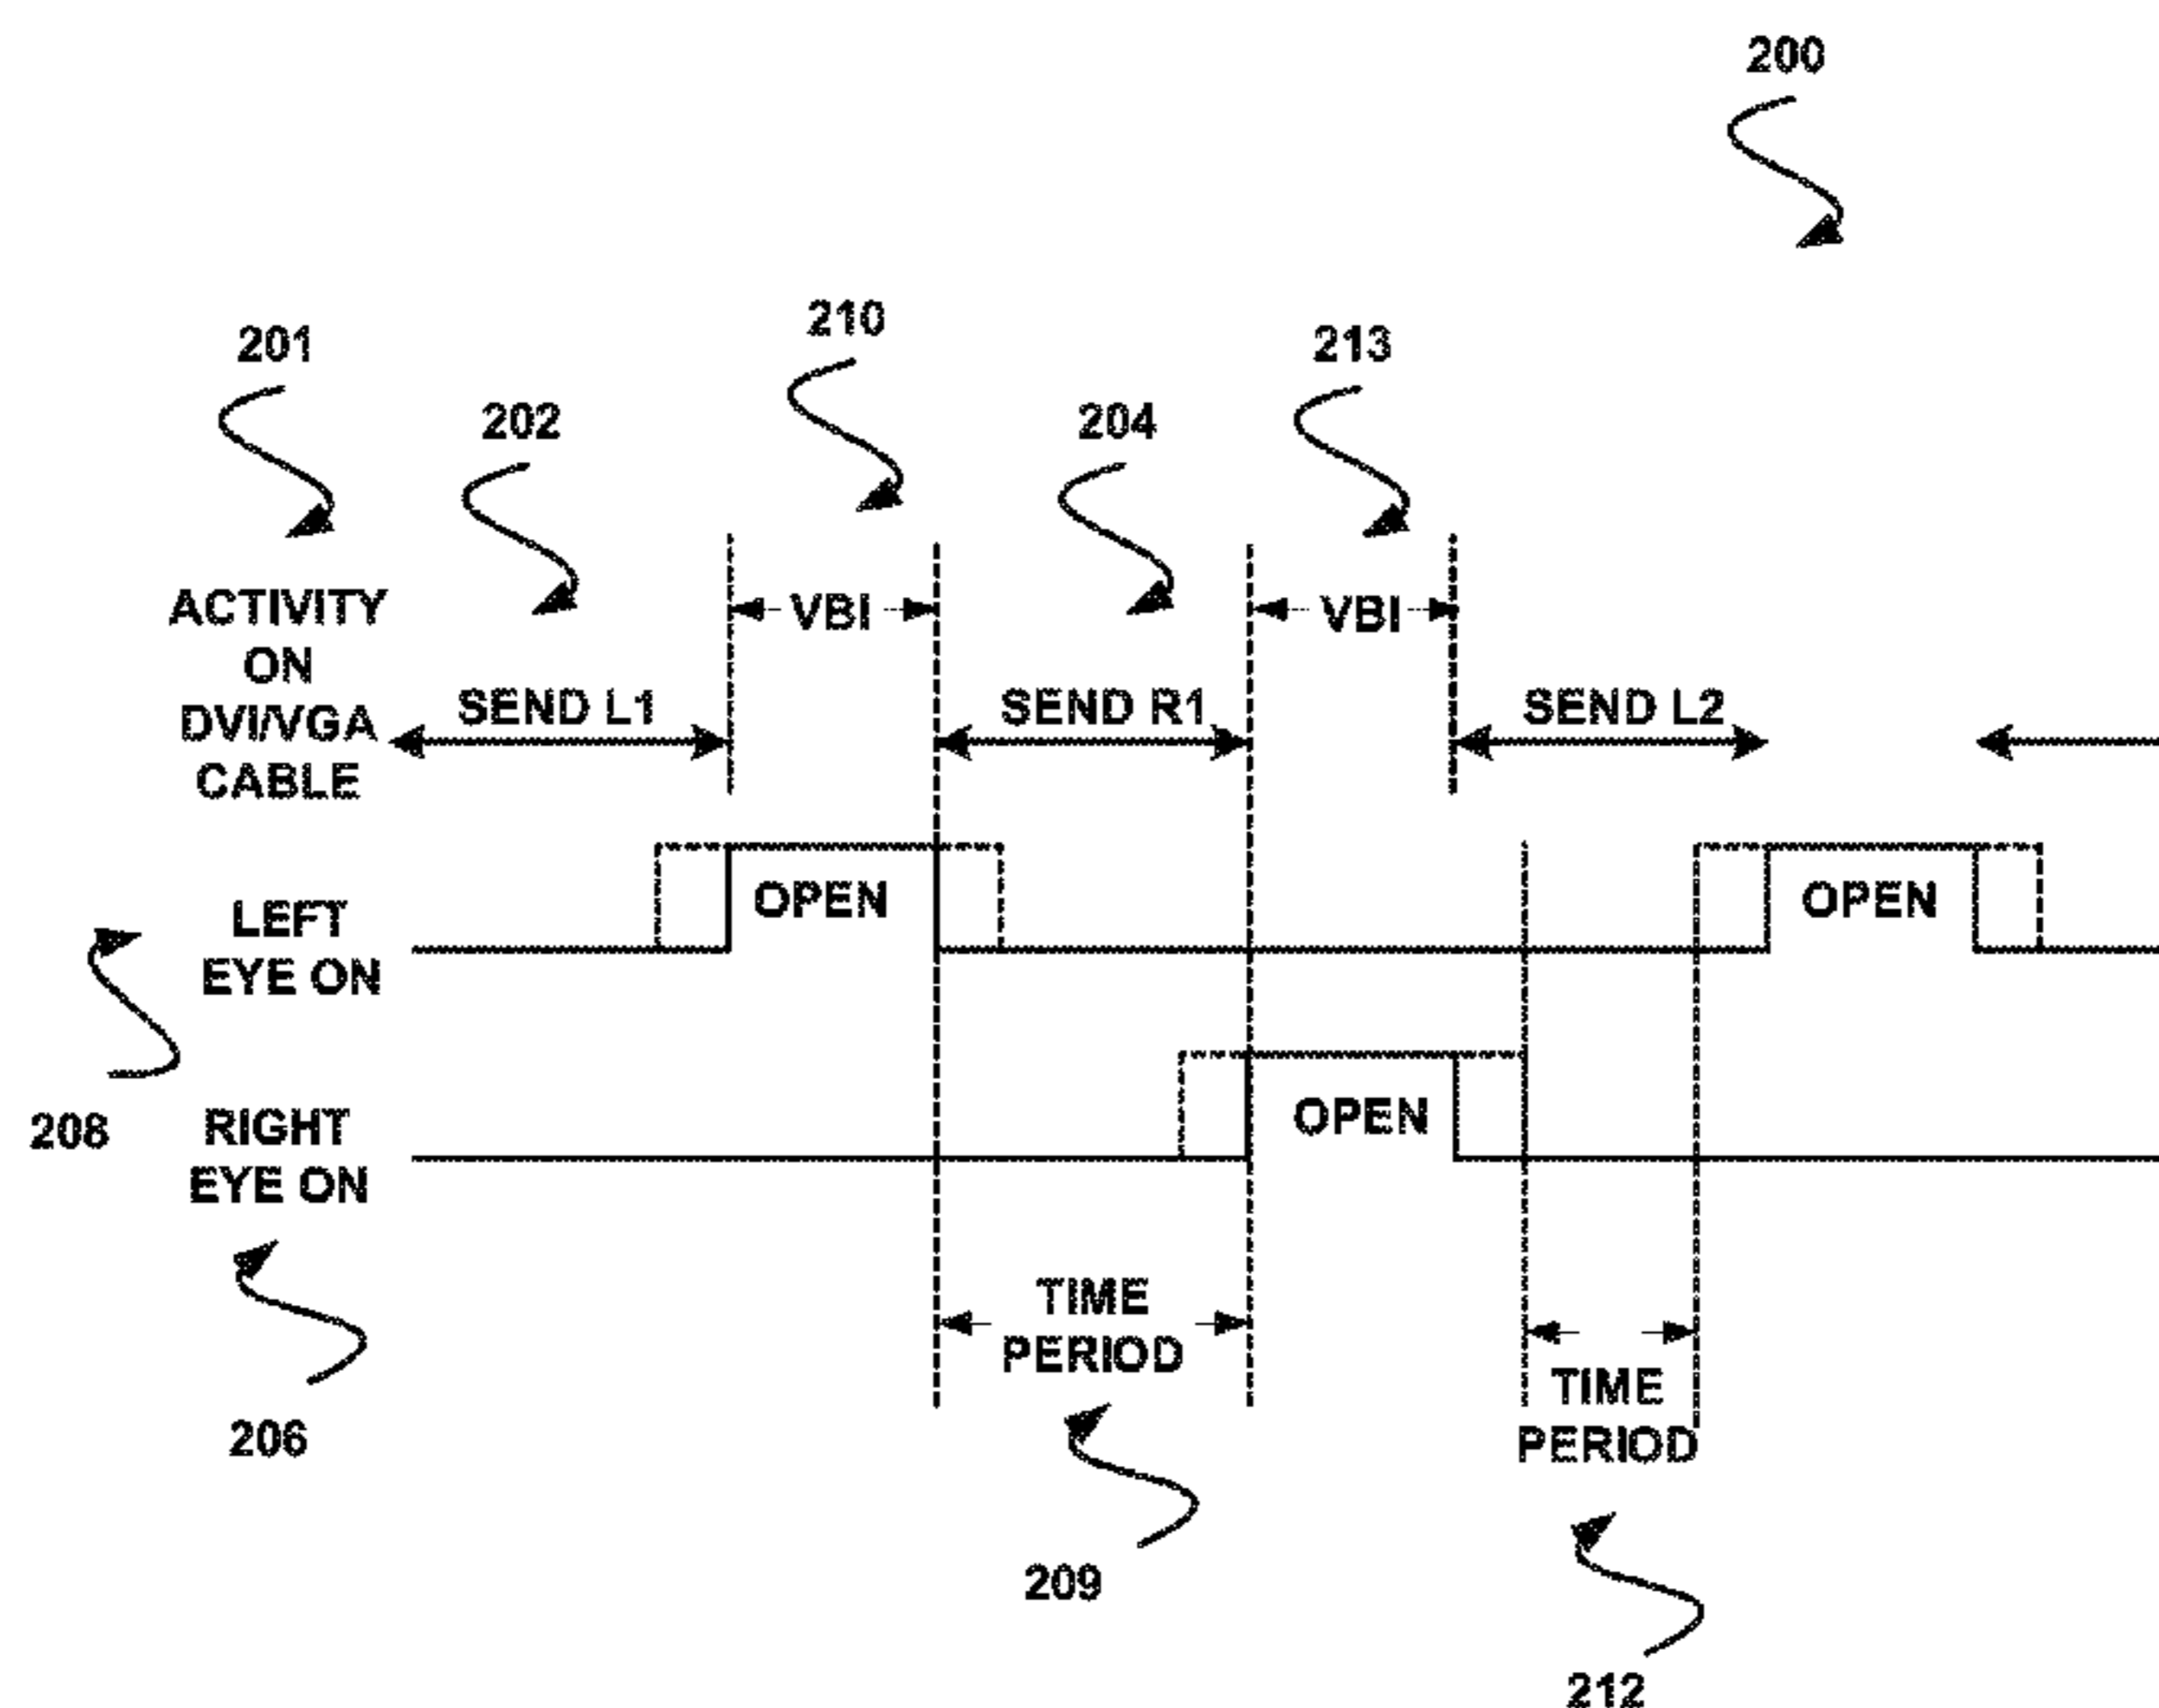 200
210
201
213
202
204
ACTIVITY
ON
DVI/VGA
CABLE
VBI
VBI
SEND L1
SEND R1
SEND L2
LEFT
EYE ON
OPEN
OPEN
208
RIGHT
EYE ON
OPEN
206
TIME
PERIOD
TIME
PERIOD
209
212